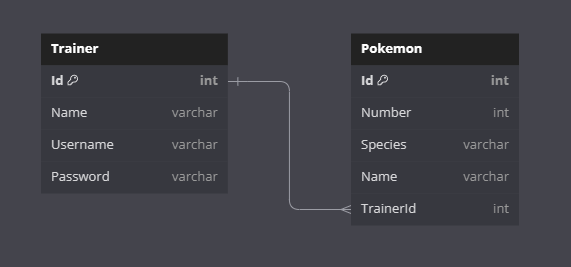 Trainer
Id int
Name varchar
Username varchar
Password varchar
Pokemon
Id int
Number int
Species varchar
Name varchar
TrainerId int